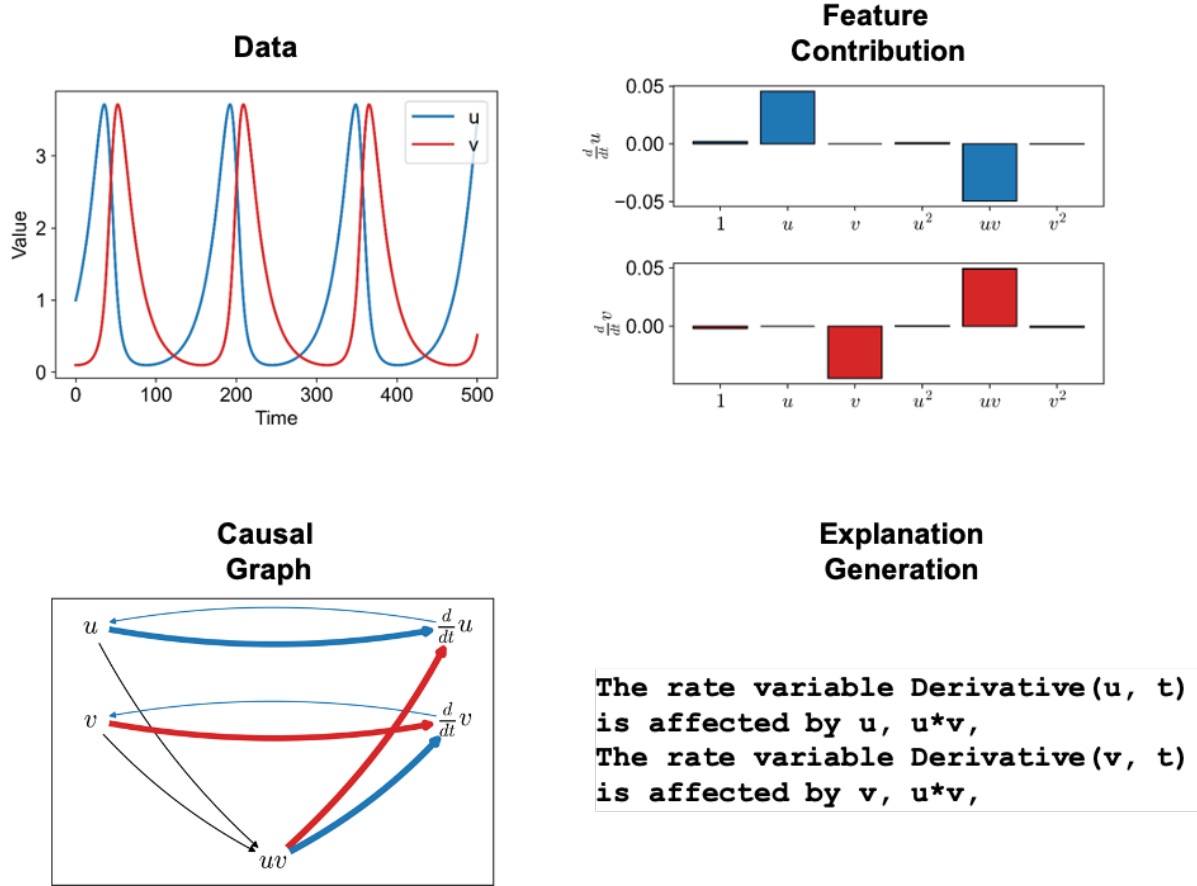 Data
Value
3
2
1
0
u
v
0 100 200 300 400 500
Time
Feature
Contribution
d/dt u
0.05
0.00
−0.05
1 u v u² uv v²
d/dt v
0.05
0.00
1 u v u² uv v²
Causal
Graph
u d/dt u
v d/dt v
uv
Explanation
Generation
The rate variable Derivative(u, t)
is affected by u, u*v,
The rate variable Derivative(v, t)
is affected by v, u*v,